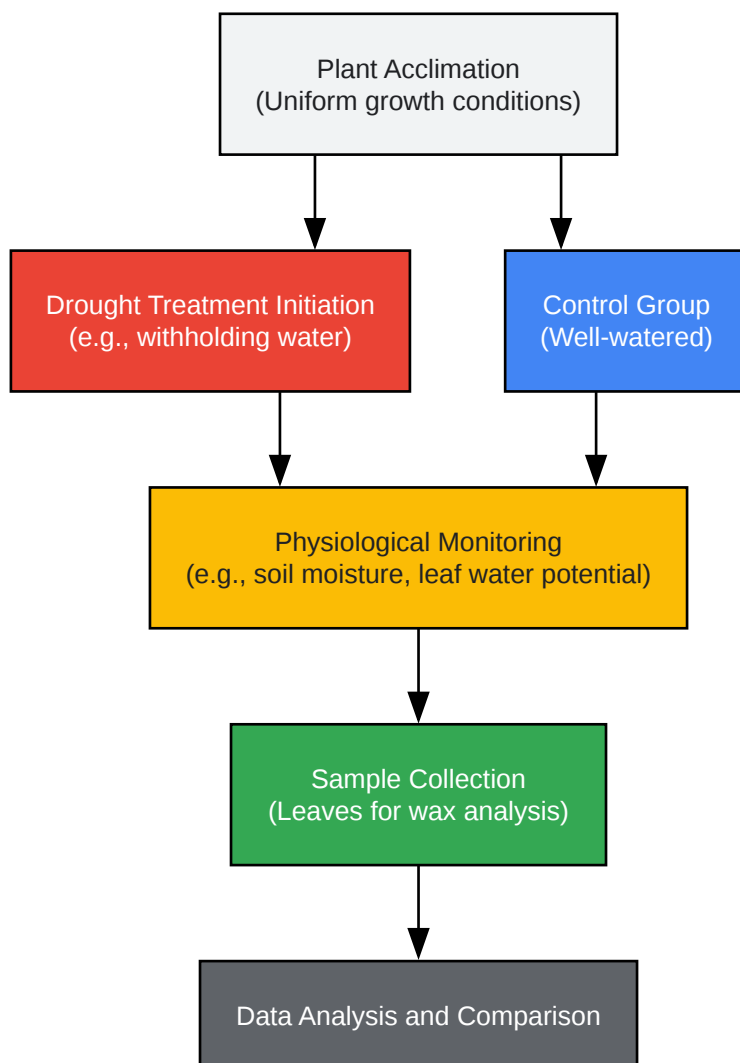 Plant Acclimation
(Uniform growth conditions)
Drought Treatment Initiation
(e.g., withholding water)
Control Group
(Well-watered)
Physiological Monitoring
(e.g., soil moisture, leaf water potential)
Sample Collection
(Leaves for wax analysis)
Data Analysis and Comparison